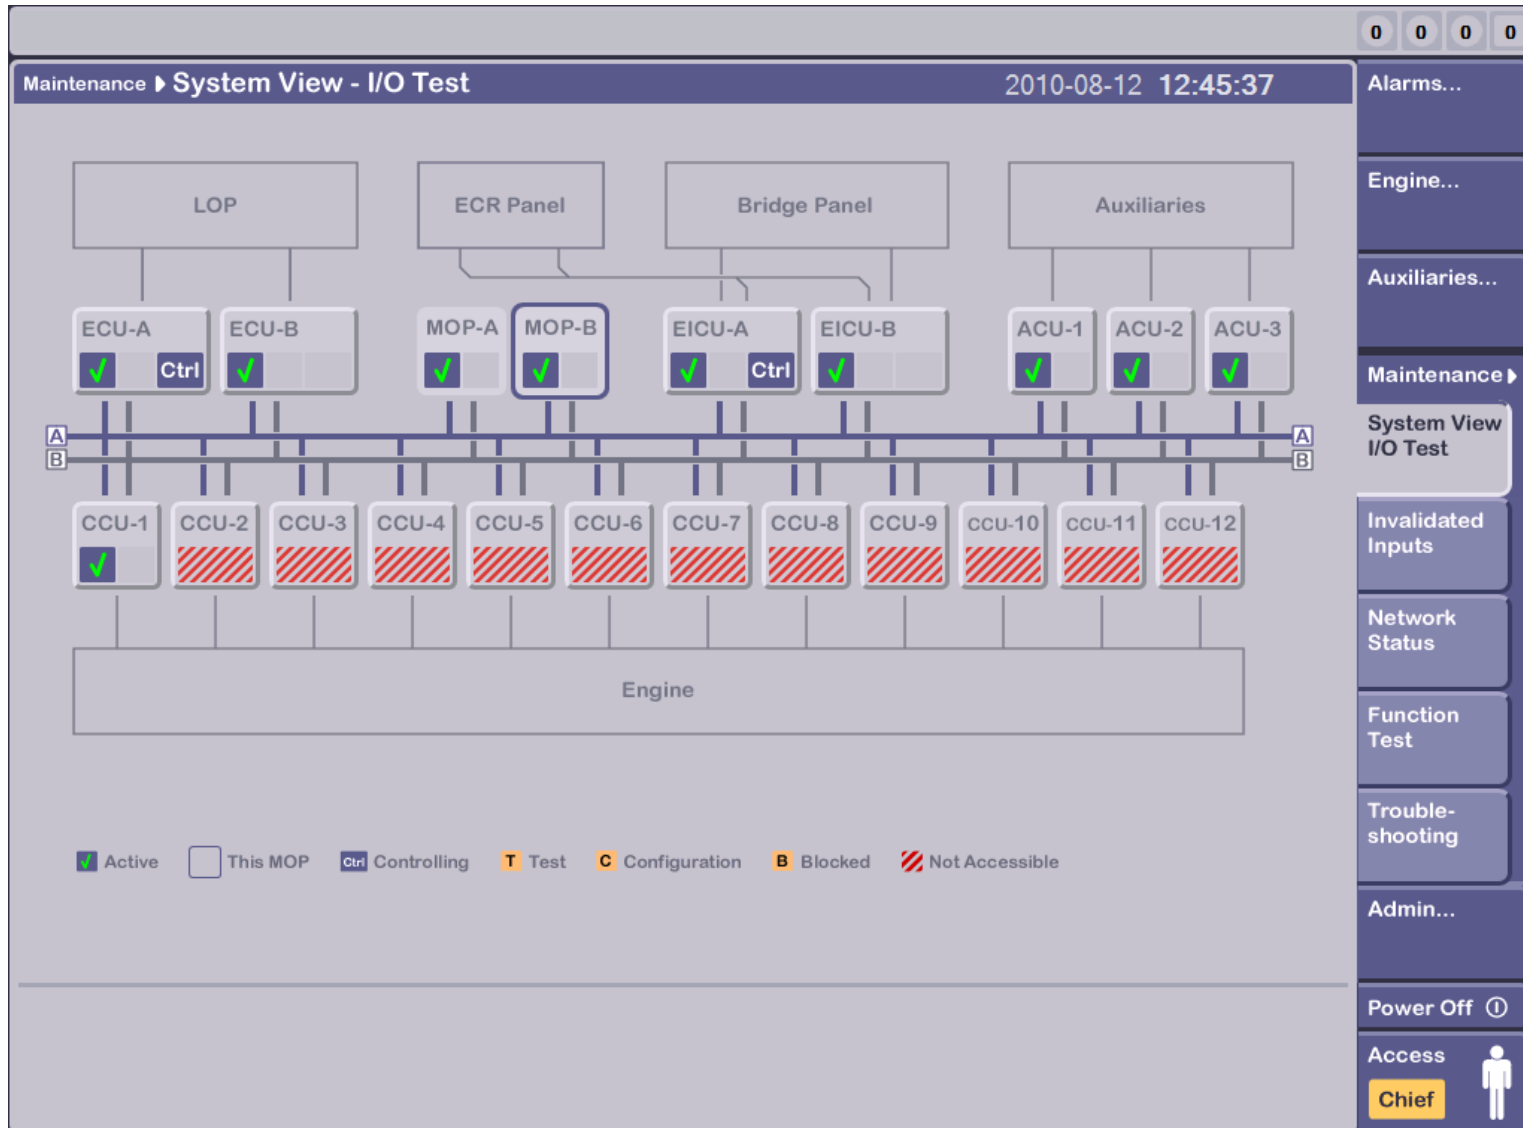 0 0 0 0
Maintenance System View - I/O Test 2010-08-12 12:45:37
LOP ECR Panel Bridge Panel Auxiliaries
ECU-A ECU-B MOP-A MOP-B EICU-A EICU-B ACU-1 ACU-2 ACU-3
Ctrl Ctrl
A A
B B
CCU-1 CCU-2 CCU-3 CCU-4 CCU-5 CCU-6 CCU-7 CCU-8 CCU-9 CCU-10 CCU-11 CCU-12
Engine
Active This MOP Ctrl Controlling T Test C Configuration B Blocked Not Accessible
Alarms...
Engine...
Auxiliaries...
Maintenance
System View
I/O Test
Invalidated
Inputs
Network
Status
Function
Test
Trouble-
shooting
Admin...
Power Off
Access
Chief